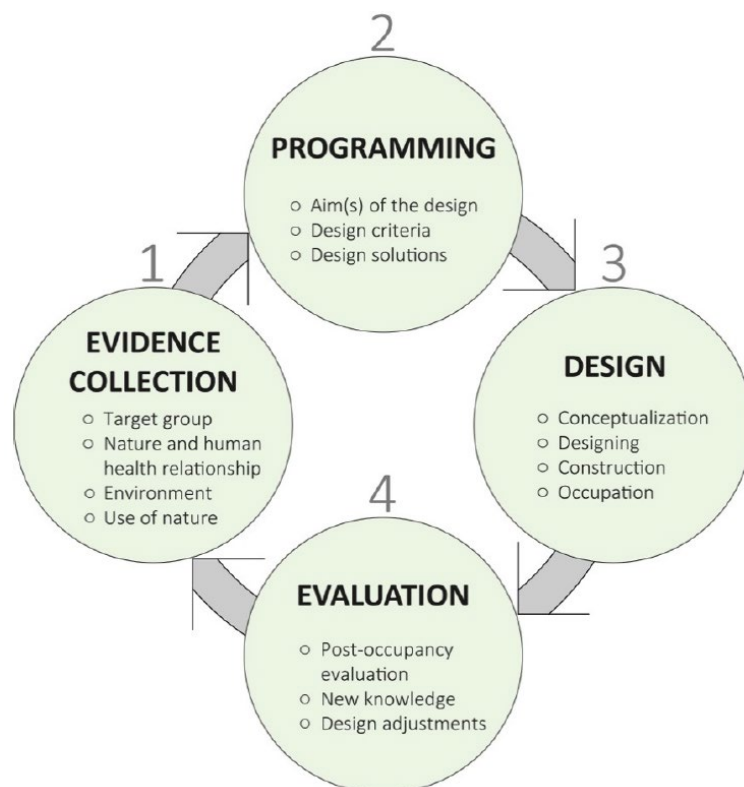 2
PROGRAMMING
○ Aim(s) of the design
○ Design criteria
○ Design solutions
1
EVIDENCE
COLLECTION
○ Target group
○ Nature and human
health relationship
○ Environment
○ Use of nature
3
DESIGN
○ Conceptualization
○ Designing
○ Construction
○ Occupation
4
EVALUATION
○ Post-occupancy
evaluation
○ New knowledge
○ Design adjustments